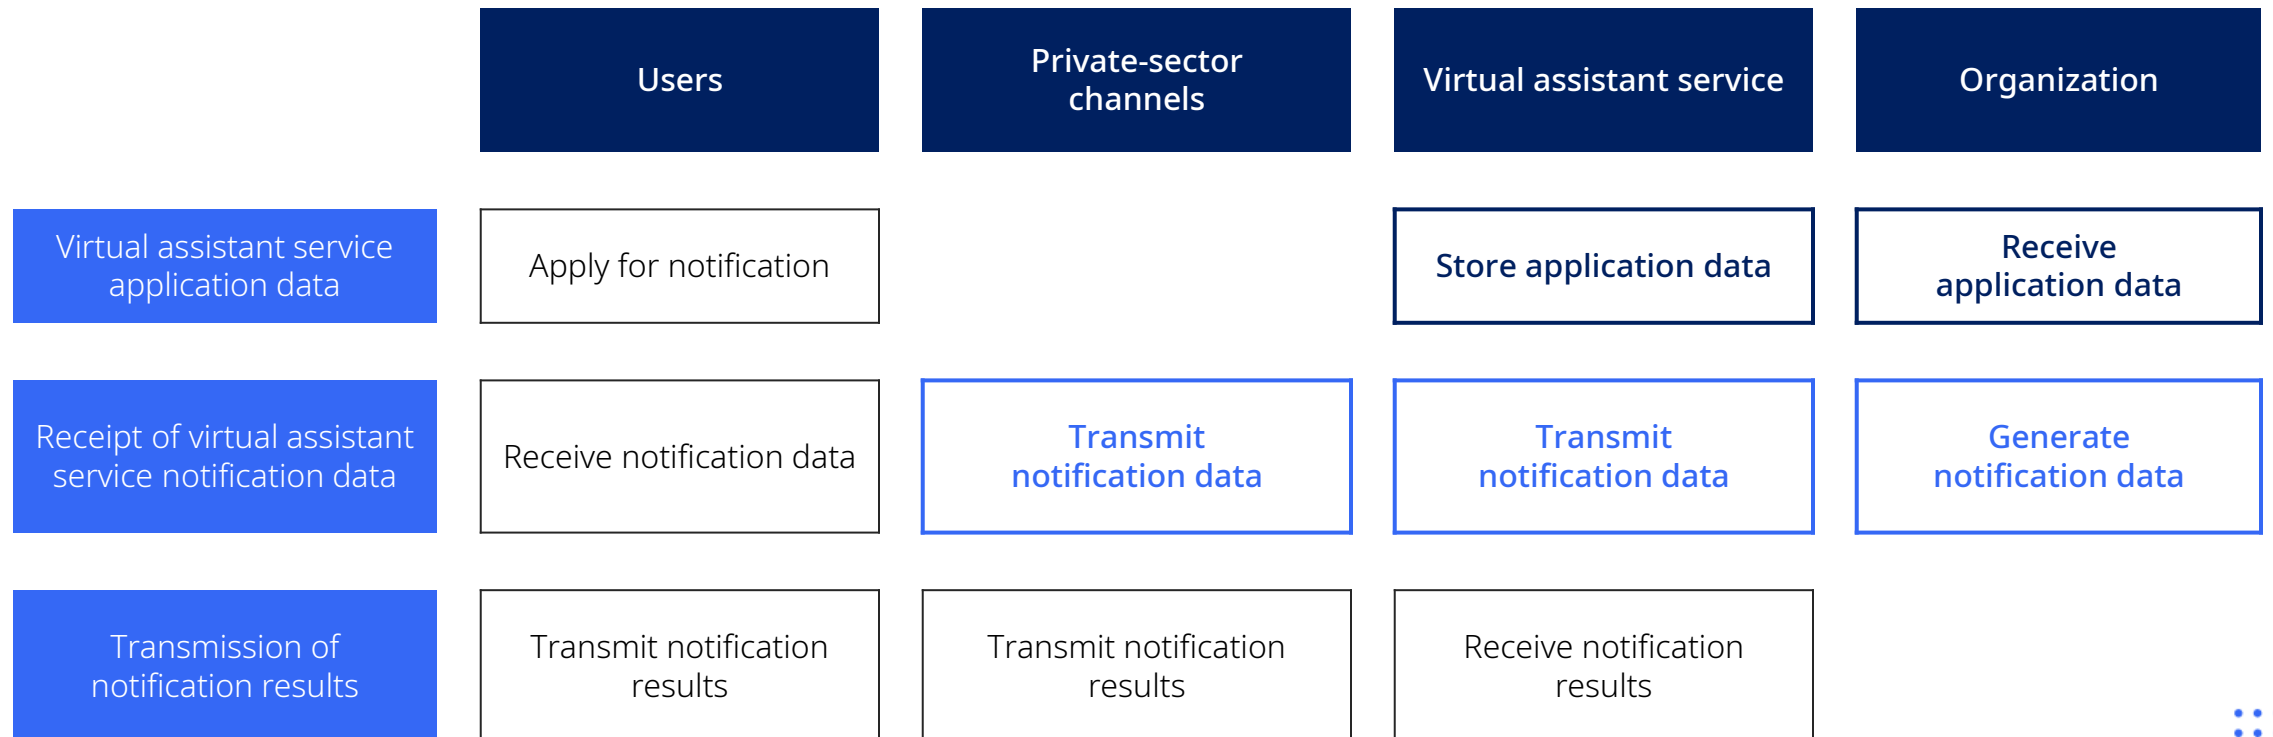 Users
Private-sector
channels
Virtual assistant service
Organization
Virtual assistant service
application data
Apply for notification
Store application data
Receive
application data
Receipt of virtual assistant
service notification data
Receive notification data
Transmit
notification data
Transmit
notification data
Generate
notification data
Transmission of
notification results
Transmit notification
results
Transmit notification
results
Receive notification
results